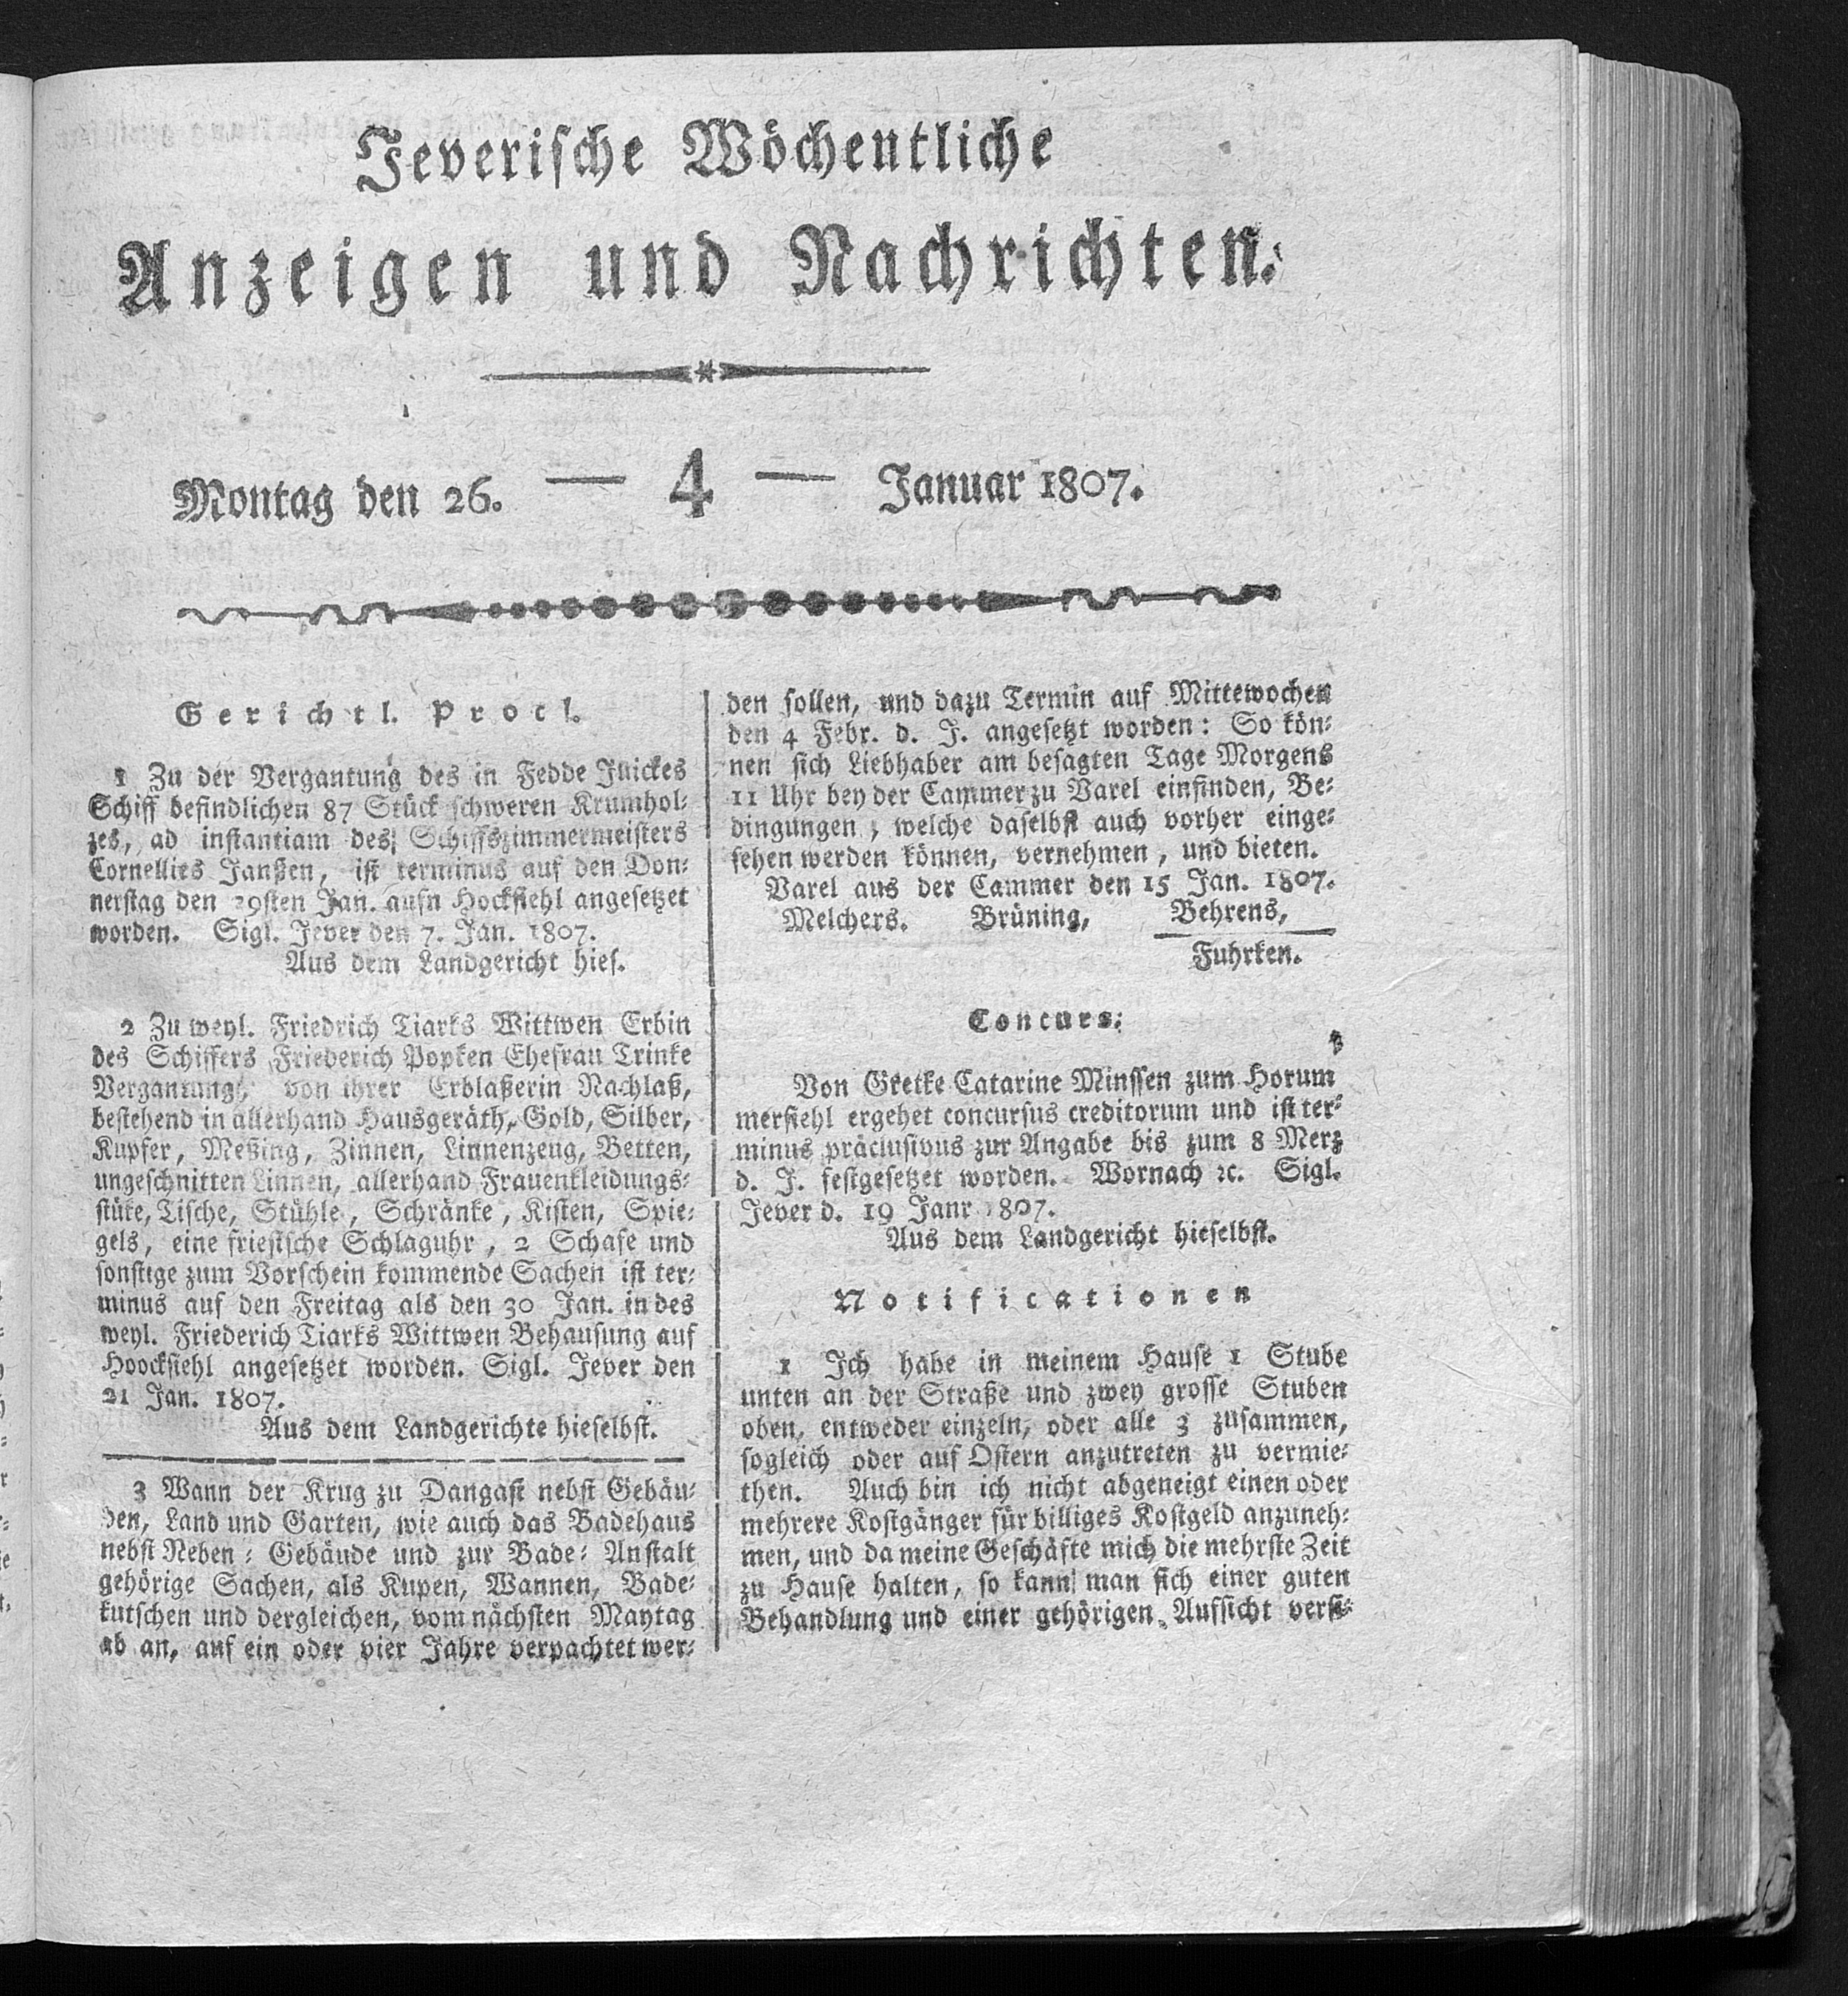 Jeverische Wöchentliche
Anzeigen und Nachrichten.
Montag den 26. — 4 — Januar 1807.
Gerichtl. Procl.
1 Zu der Vergantung des in Fedde Juickes
Schiff befindlichen 87 Stück schweren Krumhol-
zes, ad instantiam des Schiffszimmermeisters
Cornellies Janßen, ist terminus auf den Don-
nerstag den 29sten Jan. aufn Hocksiehl angesetzet
worden. Sigl. Jever den 7. Jan. 1807.
Aus dem Landgericht hies.
2 Zu weyl. Friedrich Tiarks Wittwen Erbin
des Schiffers Friederich Popken Ehefrau Trinke
Vergantung, von ihrer Erblaßerin Nachlaß,
bestehend in allerhand Hausgeräth, Gold, Silber,
Kupfer, Meßing, Zinnen, Linnenzeug, Betten,
ungeschnitten Linnen, allerhand Frauenkleidungs-
stüke, Tische, Stühle, Schränke, Kisten, Spie-
gels, eine friesische Schlaguhr, 2 Schafe und
sonstige zum Vorschein kommende Sachen ist ter-
minus auf den Freitag als den 30 Jan. in des
weyl. Friederich Tiarks Wittwen Behausung auf
Hoocksiehl angesetzet worden. Sigl. Jever den
21 Jan. 1807.
Aus dem Landgerichte hieselbst.
3 Wann der Krug zu Dangast nebst Gebäu-
den, Land und Garten, wie auch das Badehaus
nebst Neben- Gebäude und zur Bade- Anstalt
gehörige Sachen, als Kupen, Wannen, Bade-
kutschen und dergleichen, vom nächsten Maytag
ab an, auf ein oder vier Jahre verpachtet wer-
den sollen, und dazu Termin auf Mittewochen
den 4 Febr. d. J. angesetzt worden: So kön-
nen sich Liebhaber am besagten Tage Morgens
11 Uhr bey der Cammer zu Varel einfinden, Be-
dingungen, welche daselbst auch vorher einge-
sehen werden können, vernehmen, und bieten.
Varel aus der Cammer den 15 Jan. 1807.
Melchers. Brüning, Behrens,
Fuhrken.
Concurs:
Von Gretke Catarine Minssen zum Horum
mersiehl ergehet concursus creditorum und ist ter-
minus präclusivus zur Angabe bis zum 8 Merz
d. J. festgesetzet worden. Wornach ꝛc. Sigl.
Jever d. 19 Janr 1807.
Aus dem Landgericht hieselbst.
Notificationen
1 Ich habe in meinem Hause 1 Stube
unten an der Straße und zwey grosse Stuben
oben, entweder einzeln, oder alle 3 zusammen,
sogleich oder auf Ostern anzutreten zu vermie-
then. Auch bin ich nicht abgeneigt einen oder
mehrere Kostgänger für billiges Kostgeld anzuneh-
men, und da meine Geschäfte mich die mehrste Zeit
zu Hause halten, so kann man sich einer guten
Behandlung und einer gehörigen Aufsicht versi-